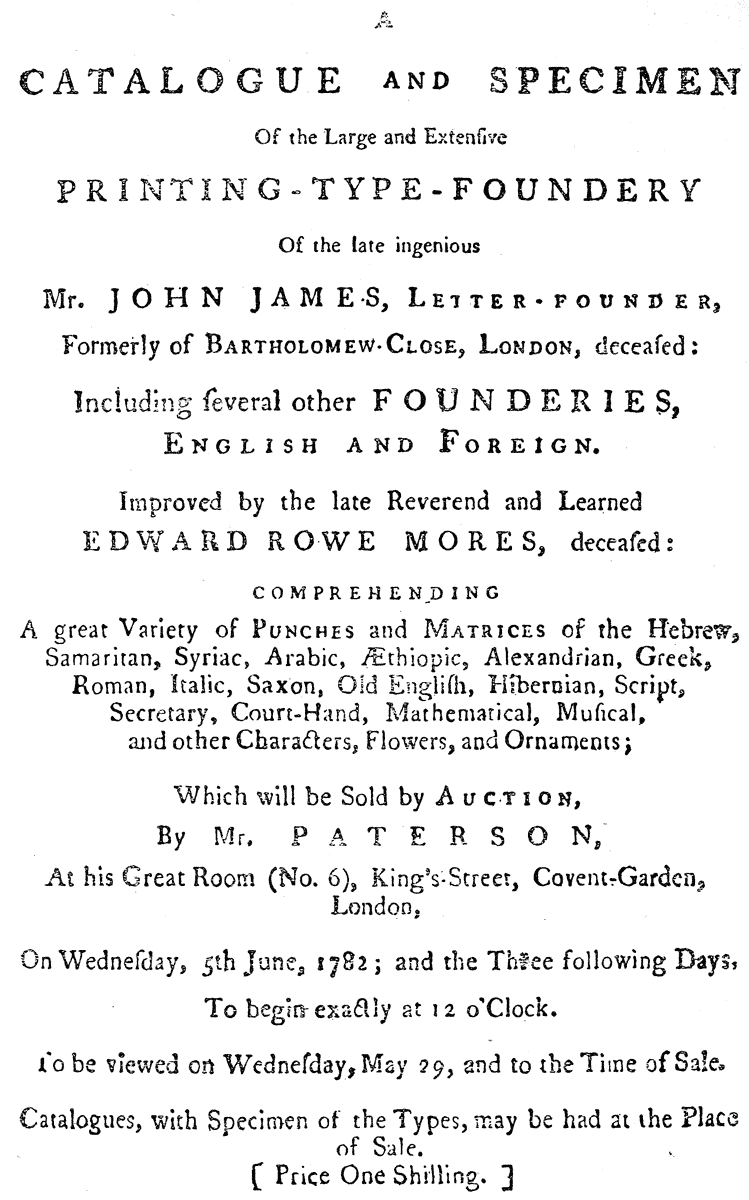 A
CATALOGUE AND SPECIMEN
Of the Large and Extenſive
PRINTING-TYPE-FOUNDERY
Of the late ingenious
Mr. JOHN JAMES, LETTER-FOUNDER,
Formerly of BARTHOLOMEW-CLOSE, LONDON, deceaſed:
Including ſeveral other FOUNDERIES,
ENGLISH AND FOREIGN.
Improved by the late Reverend and Learned
EDWARD ROWE MORES, deceaſed:
COMPREHENDING
A great Variety of PUNCHES and MATRICES of the Hebrew,
Samaritan, Syriac, Arabic, Æthiopic, Alexandrian, Greek,
Roman, Italic, Saxon, Old Engliſh, Hibernian, Script,
Secretary, Court-Hand, Mathematical, Muſical,
and other Characters, Flowers, and Ornaments;
Which will be Sold by AUCTION,
By Mr. PATERSON,
At his Great Room (No. 6), King's-Street, Covent-Garden,
London,
On Wedneſday, 5th June, 1782; and the Three following Days,
To begin exactly at 12 o'Clock.
To be viewed on Wedneſday, May 29, and to the Time of Sale.
Catalogues, with Specimen of the Types, may be had at the Place
of Sale.
[ Price One Shilling. ]